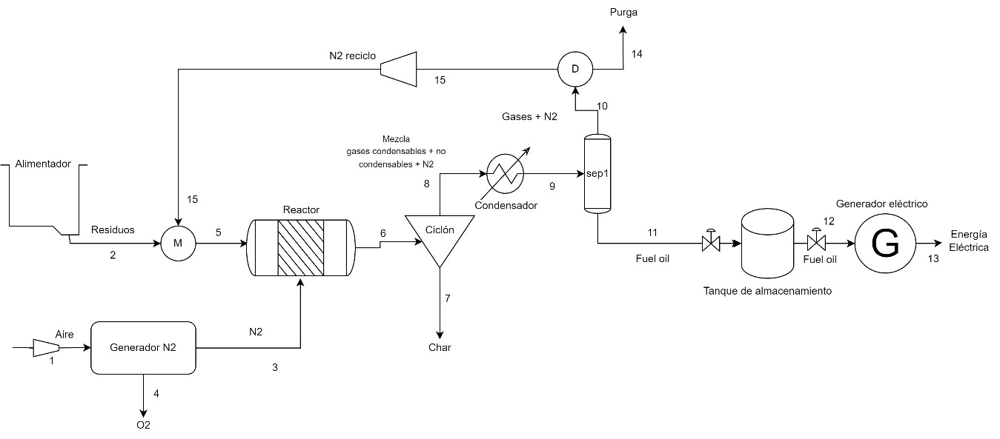 Purga
14
N2 reciclo
15
D
10
Gases + N2
Mezcla
gases condensables + no
condensables + N2
8
9
sep1
Condensador
Alimentador
15
Residuos
2
M
5
Reactor
6
Ciclón
7
Char
11
Fuel oil
Tanque de almacenamiento
12
Fuel oil
Generador eléctrico
G
Energía
Eléctrica
13
Aire
1
Generador N2
N2
3
4
O2